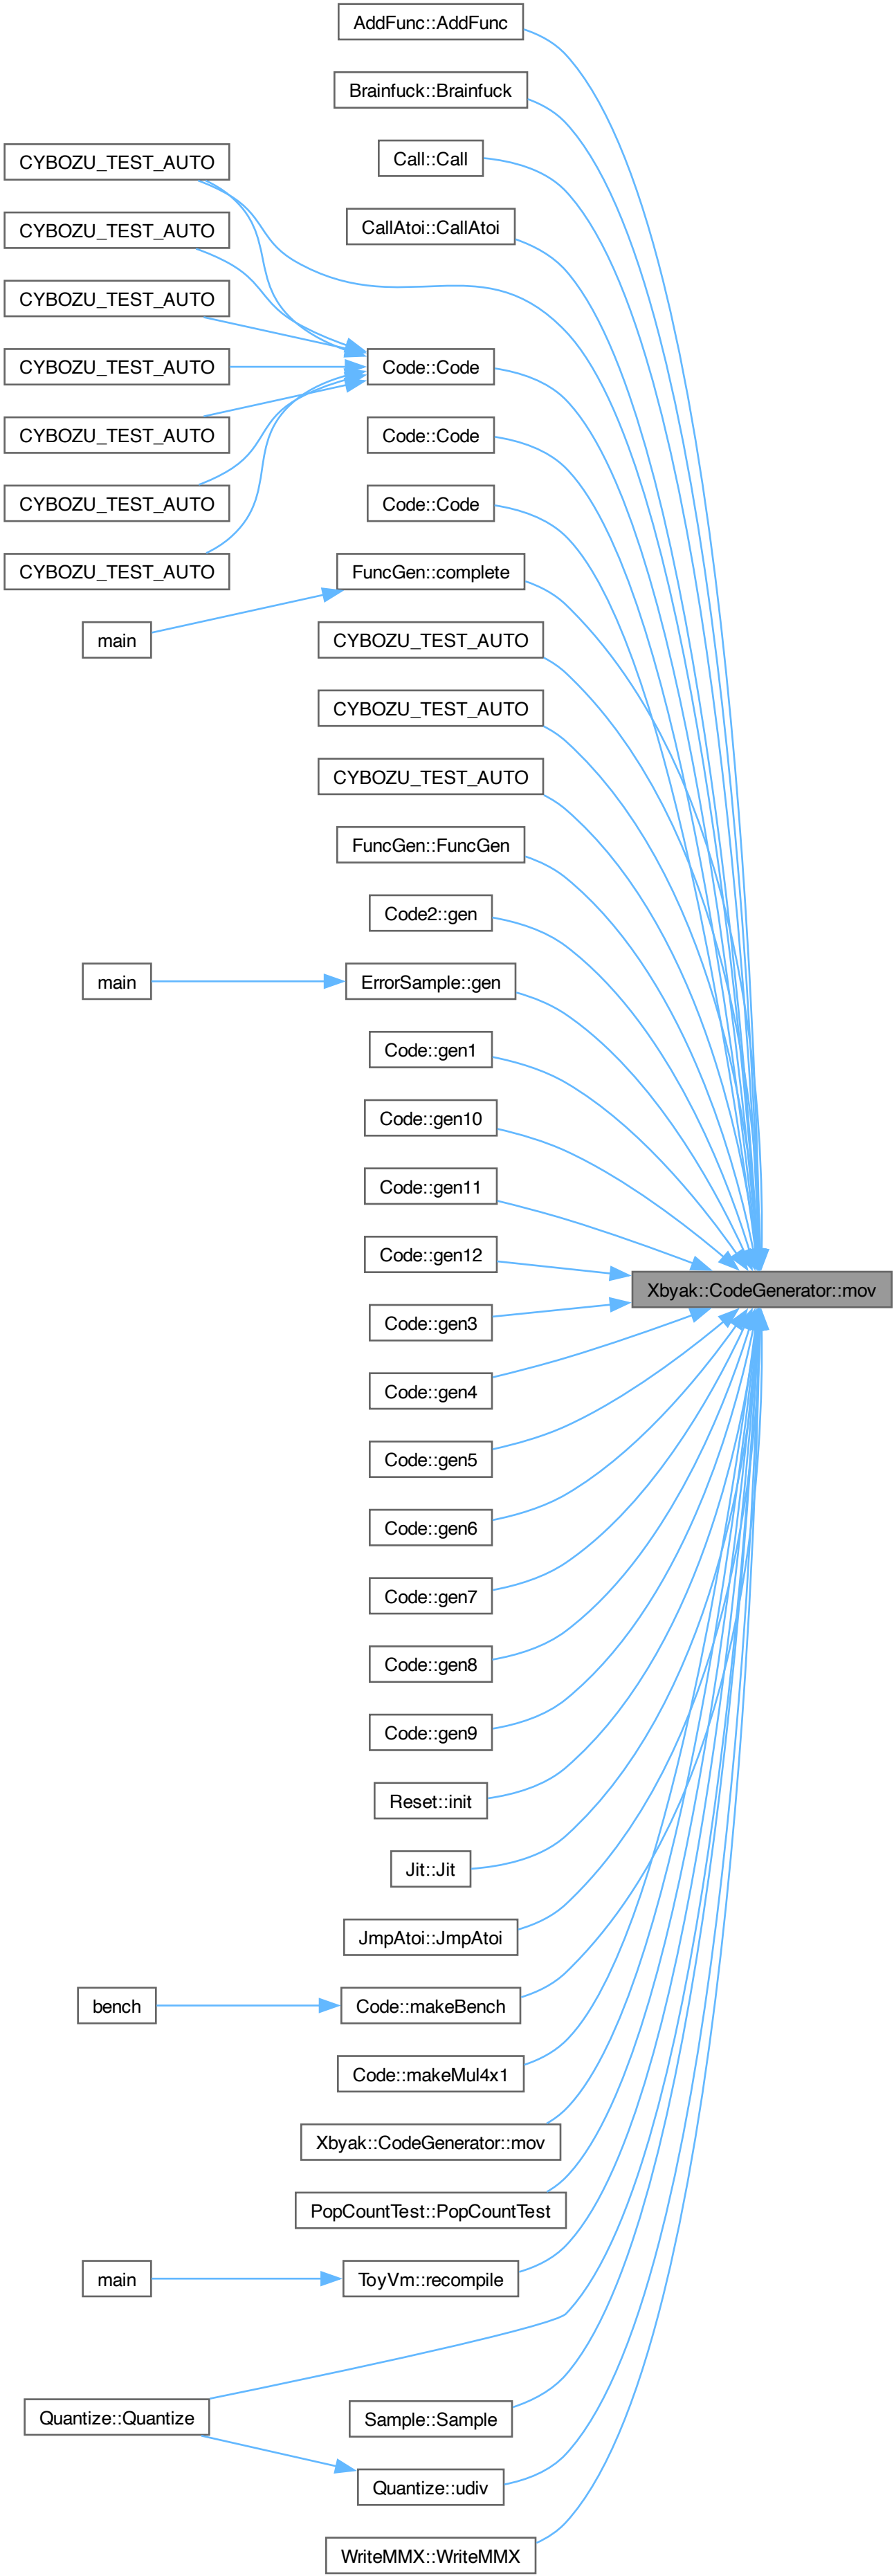 AddFunc::AddFunc
Brainfuck::Brainfuck
Call::Call
CYBOZU_TEST_AUTO
CallAtoi::CallAtoi
CYBOZU_TEST_AUTO
CYBOZU_TEST_AUTO
CYBOZU_TEST_AUTO
Code::Code
CYBOZU_TEST_AUTO
Code::Code
CYBOZU_TEST_AUTO
Code::Code
CYBOZU_TEST_AUTO
FuncGen::complete
main
CYBOZU_TEST_AUTO
CYBOZU_TEST_AUTO
CYBOZU_TEST_AUTO
FuncGen::FuncGen
Code2::gen
main
ErrorSample::gen
Code::gen1
Code::gen10
Code::gen11
Code::gen12
Xbyak::CodeGenerator::mov
Code::gen3
Code::gen4
Code::gen5
Code::gen6
Code::gen7
Code::gen8
Code::gen9
Reset::init
Jit::Jit
JmpAtoi::JmpAtoi
bench
Code::makeBench
Code::makeMul4x1
Xbyak::CodeGenerator::mov
PopCountTest::PopCountTest
main
ToyVm::recompile
Quantize::Quantize
Sample::Sample
Quantize::udiv
WriteMMX::WriteMMX